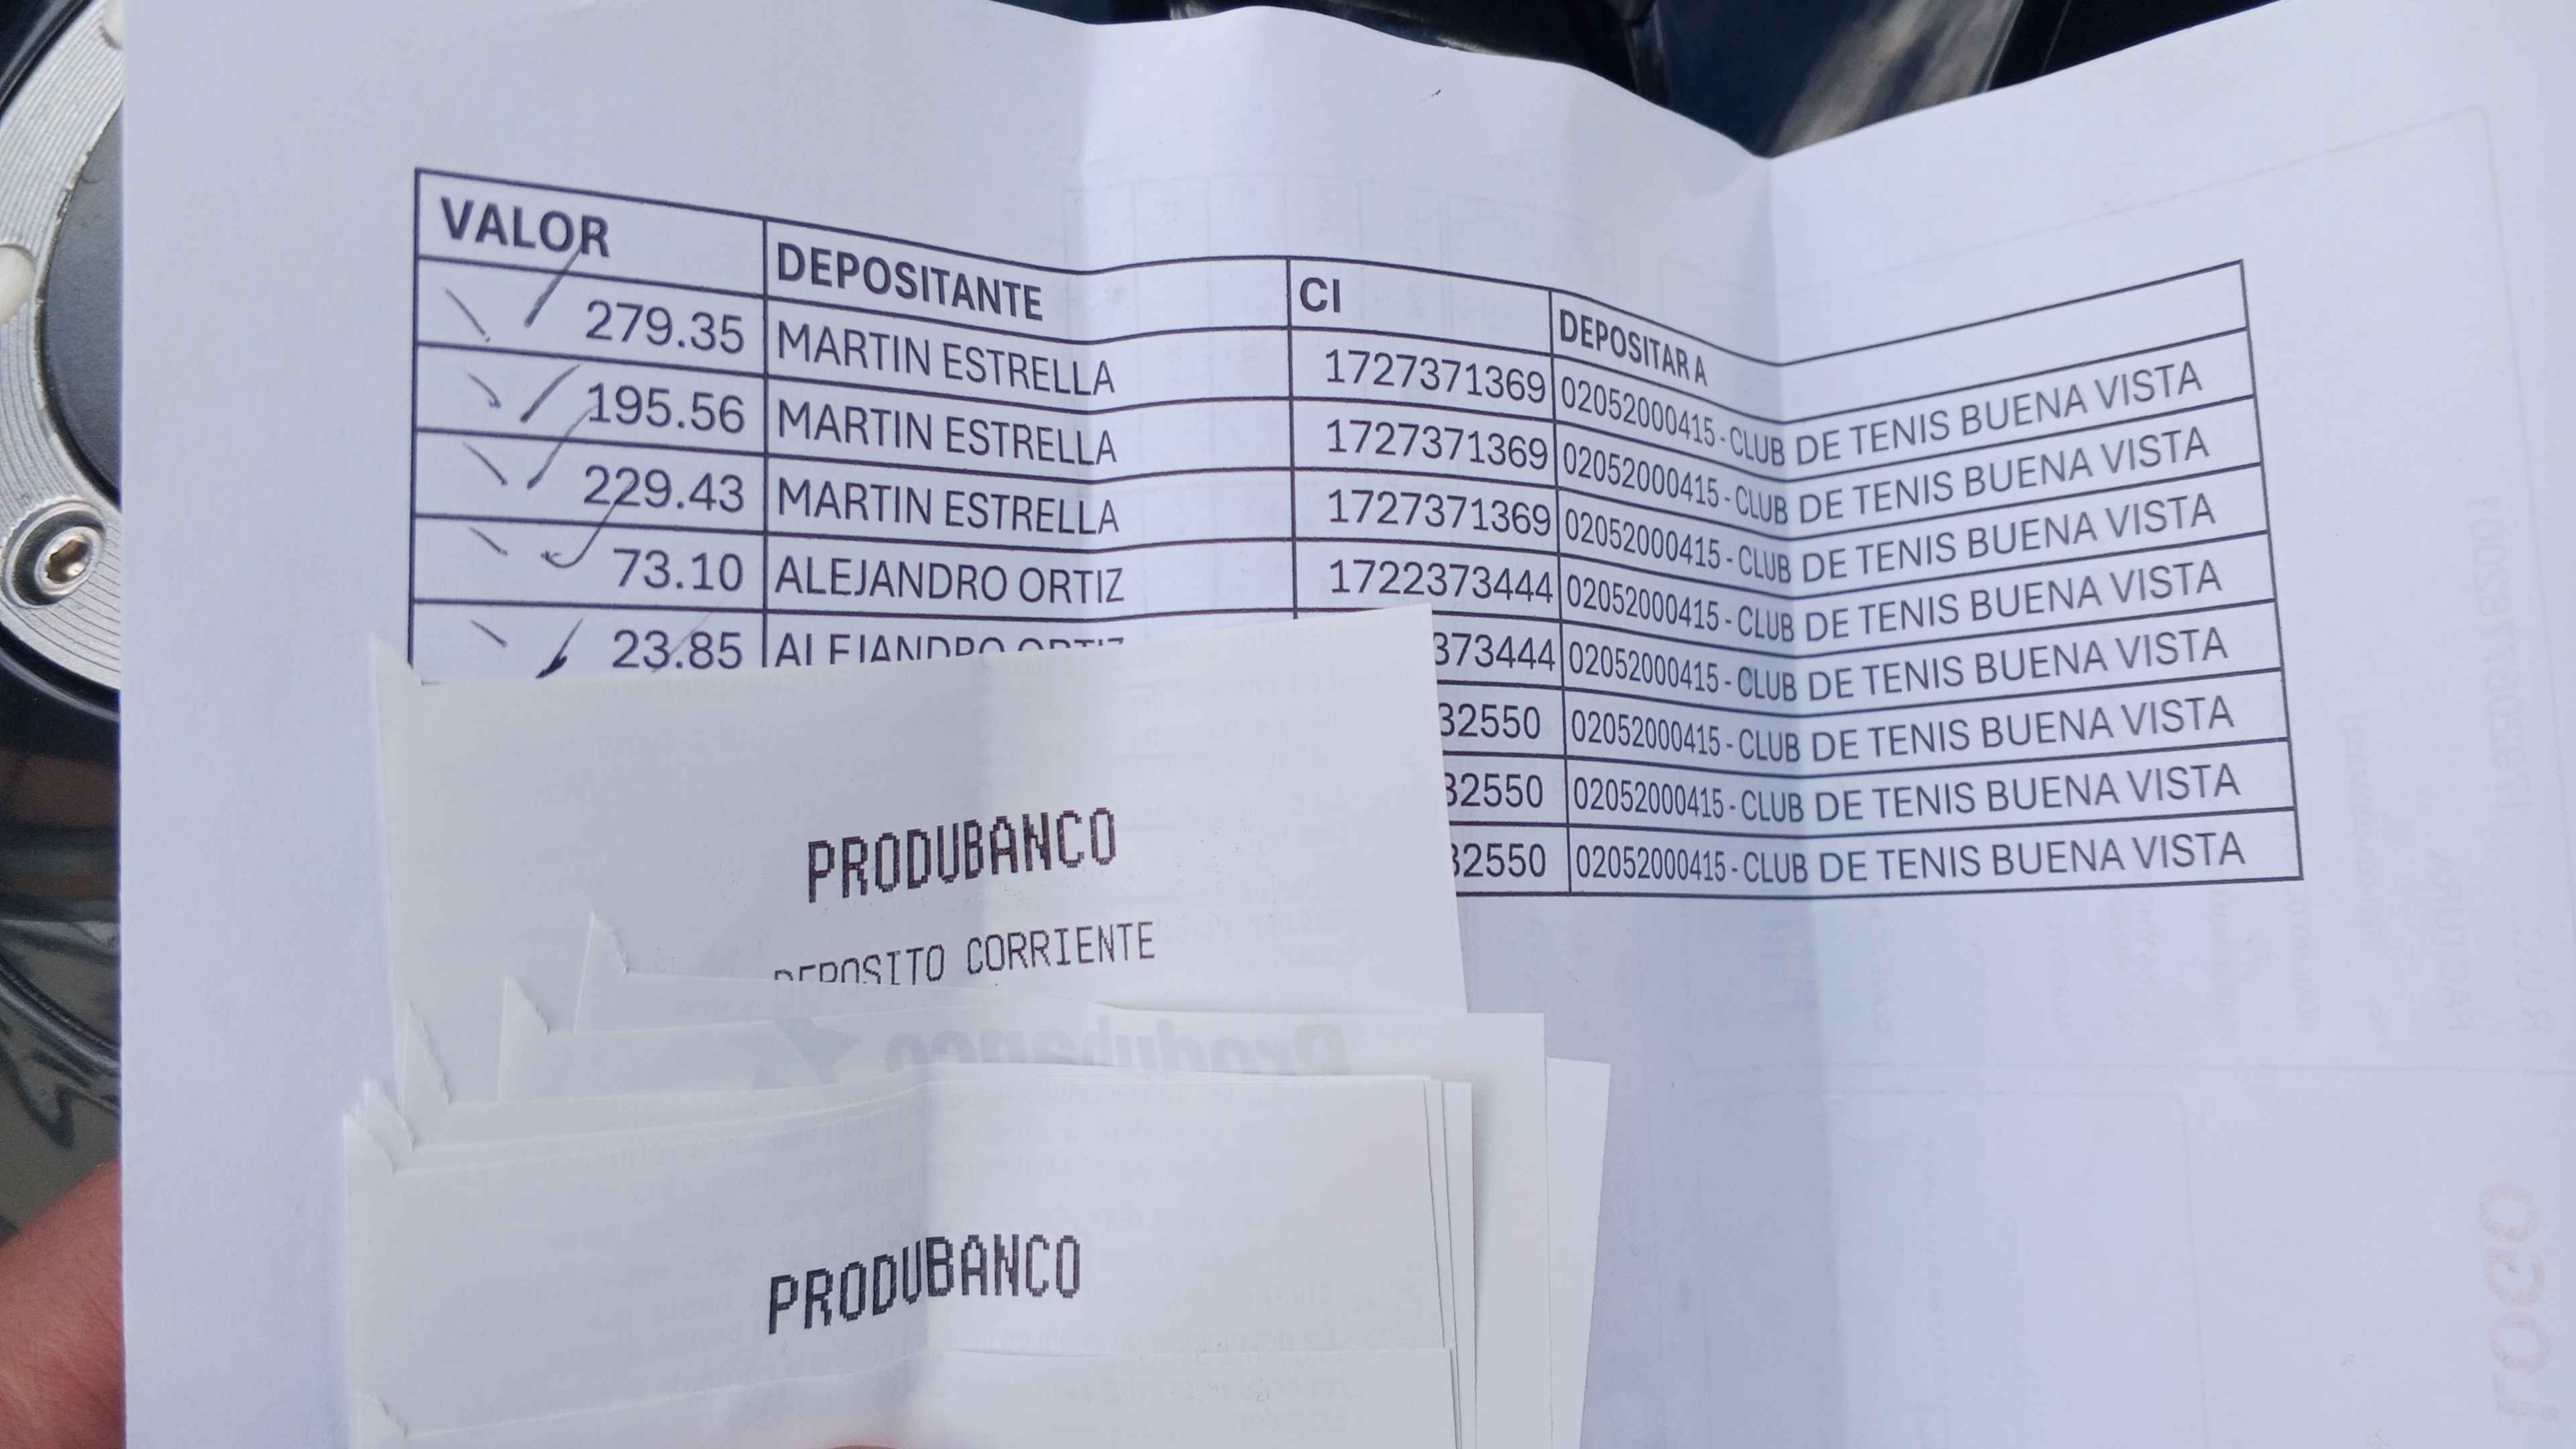 VALOR DEPOSITANTE CI DEPOSITAR A
279.35 MARTIN ESTRELLA 1727371369 02052000415 - CLUB DE TENIS BUENA VISTA
195.56 MARTIN ESTRELLA 1727371369 02052000415 - CLUB DE TENIS BUENA VISTA
229.43 MARTIN ESTRELLA 1727371369 02052000415 - CLUB DE TENIS BUENA VISTA
73.10 ALEJANDRO ORTIZ 1722373444 02052000415 - CLUB DE TENIS BUENA VISTA
23.85 ALEJANDRO ORTIZ 373444 02052000415 - CLUB DE TENIS BUENA VISTA
32550 02052000415 - CLUB DE TENIS BUENA VISTA
32550 02052000415 - CLUB DE TENIS BUENA VISTA
32550 02052000415 - CLUB DE TENIS BUENA VISTA
PRODUBANCO
DEPOSITO CORRIENTE
Produbanco
PRODUBANCO